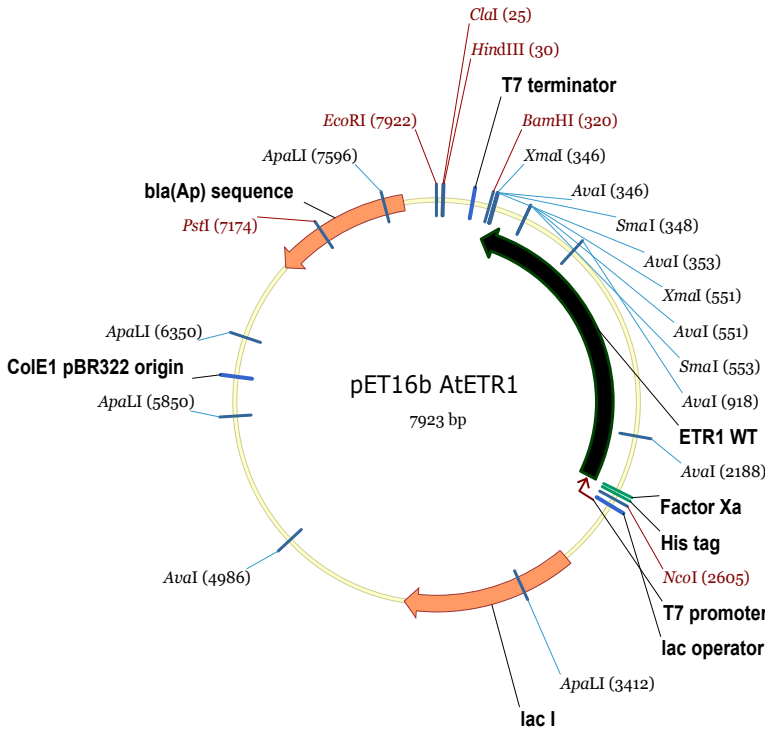 ClaI (25)
HindIII (30)
T7 terminator
EcoRI (7922)
BamHI (320)
ApaLI (7596)
XmaI (346)
bla(Ap) sequence
AvaI (346)
PstI (7174)
SmaI (348)
AvaI (353)
XmaI (551)
ApaLI (6350)
AvaI (551)
ColE1 pBR322 origin
SmaI (553)
pET16b AtETR1
ApaLI (5850)
AvaI (918)
7923 bp
ETR1 WT
AvaI (2188)
Factor Xa
His tag
AvaI (4986)
NcoI (2605)
T7 promoter
lac operator
ApaLI (3412)
lac I